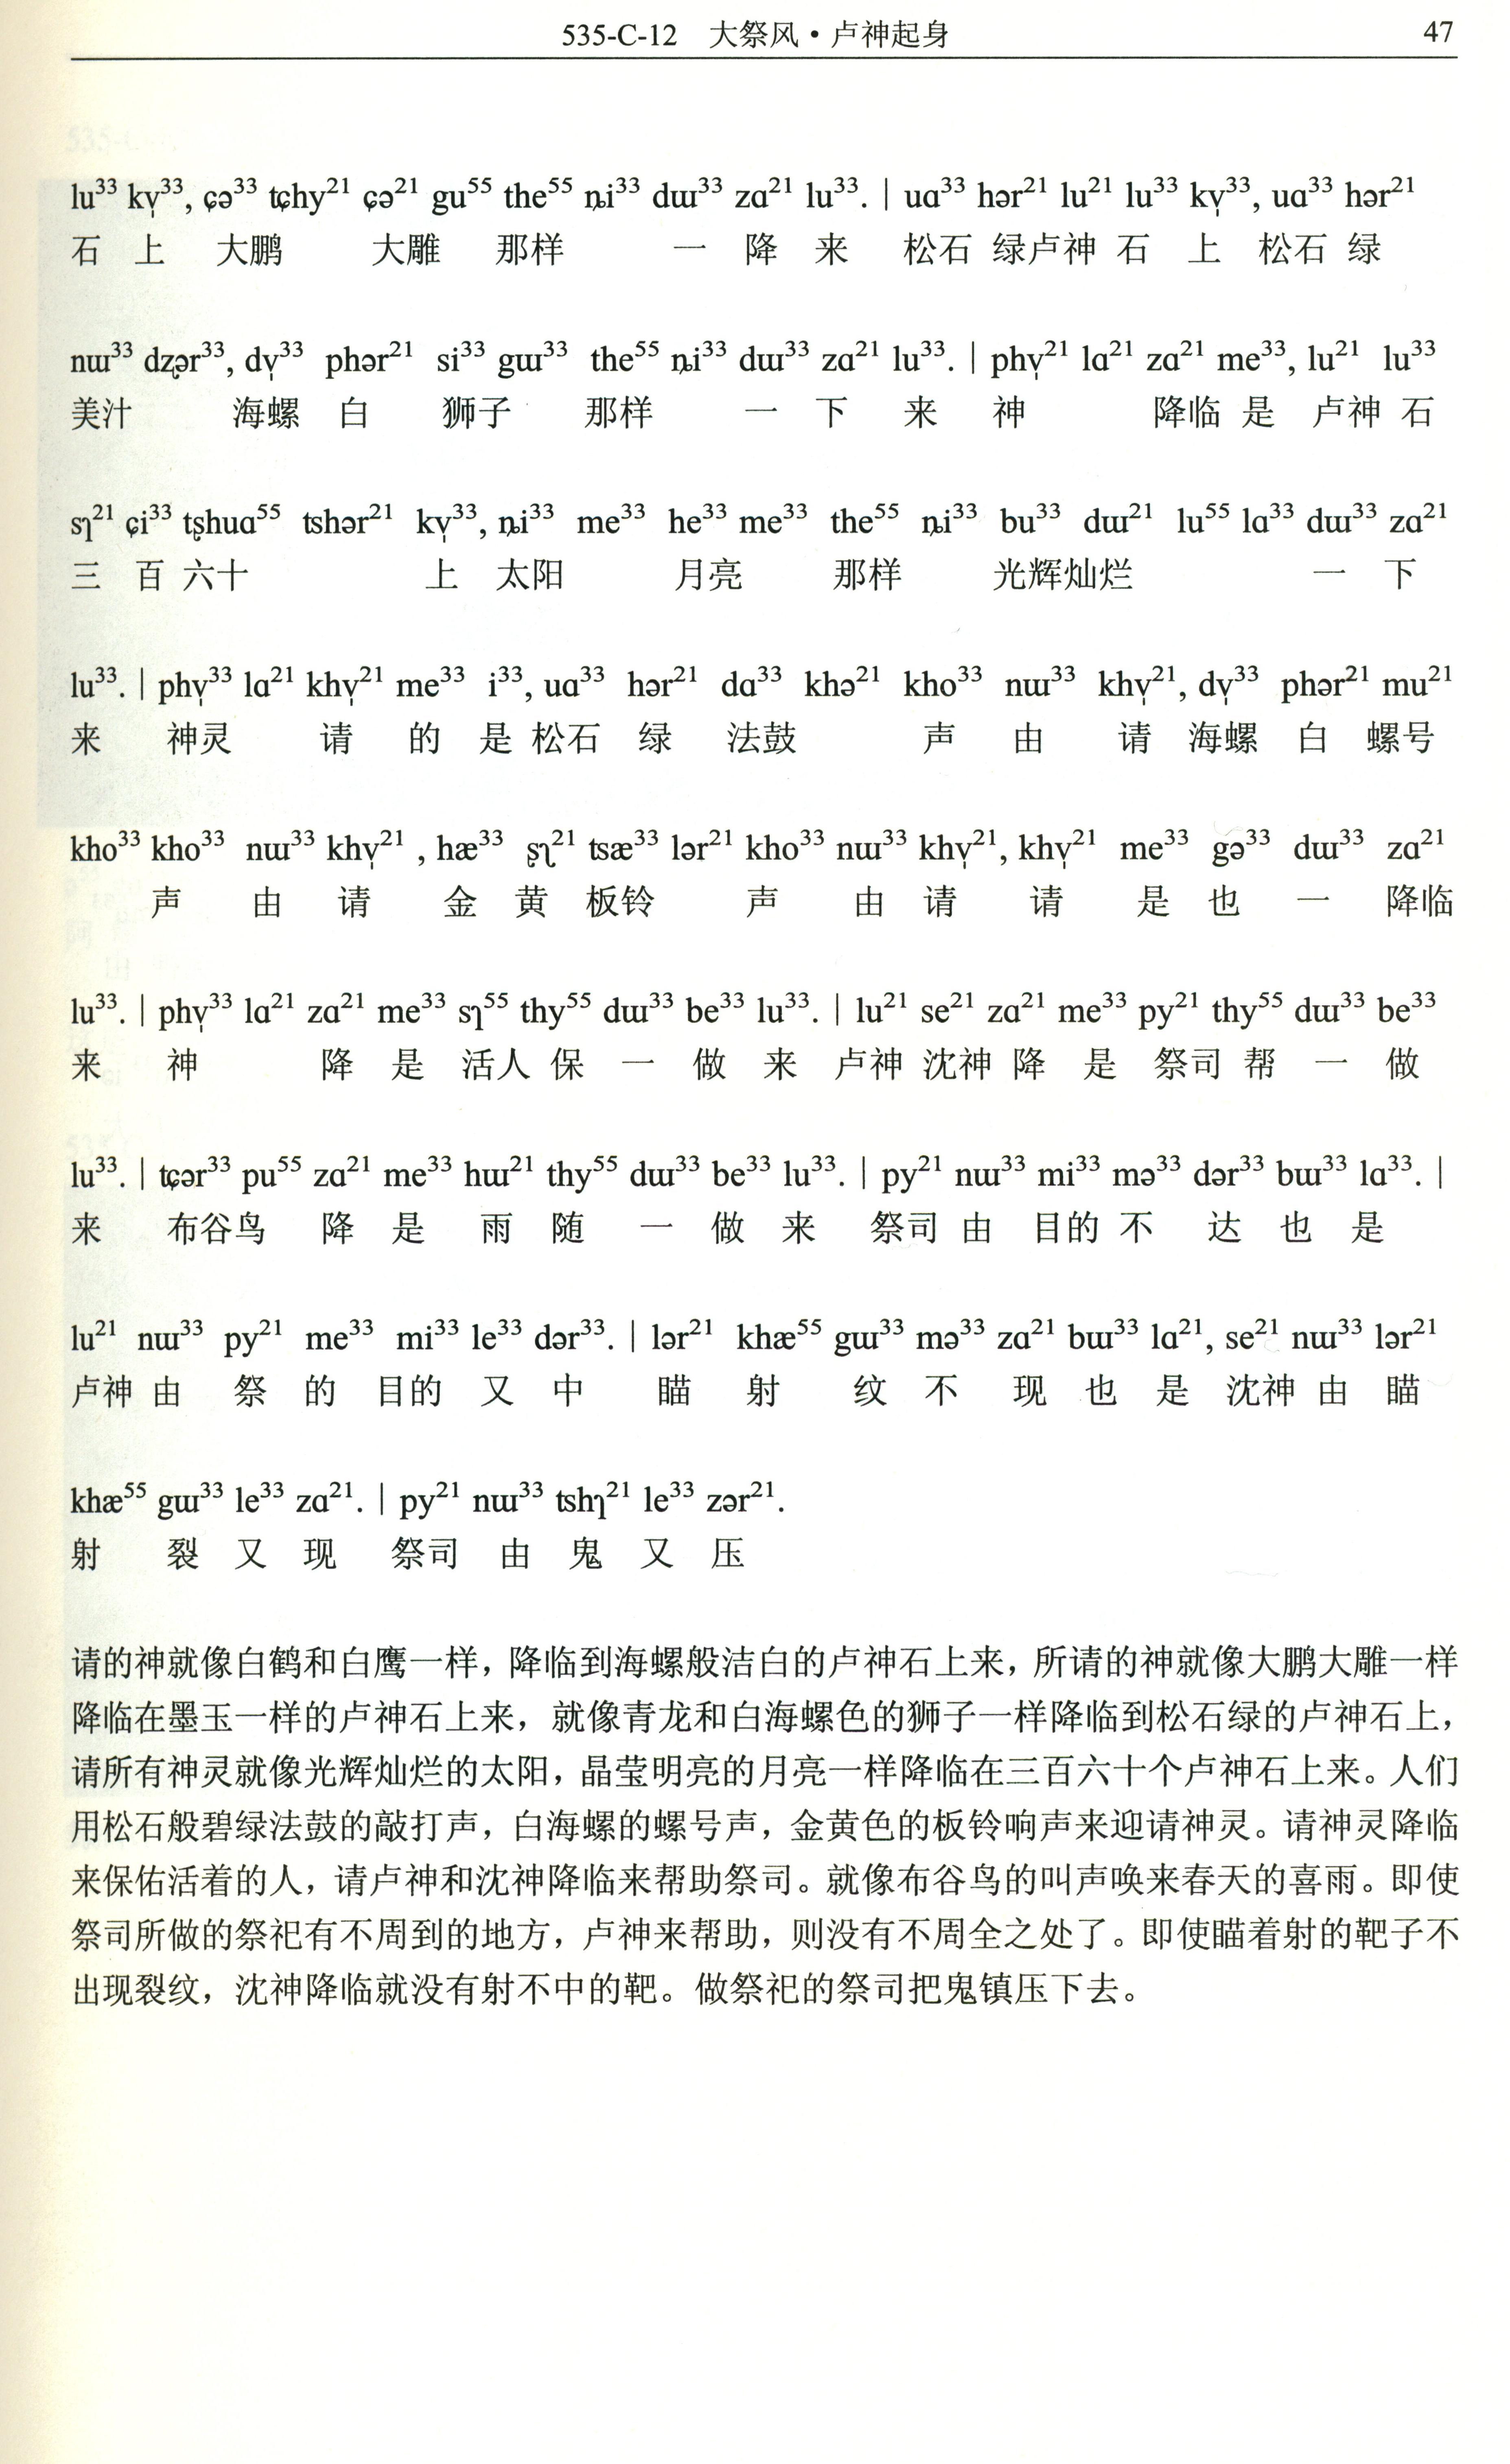 535-C-12 大祭风·卢神起身 47
lu³³ kv̩³³, ɕə³³ tɕhy²¹ ɕə²¹ gu⁵⁵ the⁵⁵ ȵi³³ dɯ³³ zɑ²¹ lu³³. | uɑ³³ hər²¹ lu²¹ lu³³ kv̩³³, uɑ³³ hər²¹
石 上 大鹏 大雕 那样 一 降 来 松石 绿卢神 石 上 松石 绿
nɯ³³ dʐər³³, dv̩³³ phər²¹ si³³ gɯ³³ the⁵⁵ ȵi³³ dɯ³³ zɑ²¹ lu³³. | phv̩²¹ lɑ²¹ zɑ²¹ me³³, lu²¹ lu³³
美汁 海螺 白 狮子 那样 一 下 来 神 降临 是 卢神 石
sɿ²¹ ɕi³³ tʂhuɑ⁵⁵ tshər²¹ kv̩³³, ȵi³³ me³³ he³³ me³³ the⁵⁵ ȵi³³ bu³³ dɯ²¹ lu⁵⁵ lɑ³³ dɯ³³ zɑ²¹
三 百 六十 上 太阳 月亮 那样 光辉灿烂 一 下
lu³³. | phv̩³³ lɑ²¹ khv̩²¹ me³³ i³³, uɑ³³ hər²¹ dɑ³³ khə²¹ kho³³ nɯ³³ khv̩²¹, dv̩³³ phər²¹ mu²¹
来 神灵 请 的 是 松石 绿 法鼓 声 由 请 海螺 白 螺号
kho³³ kho³³ nɯ³³ khv̩²¹ , hæ³³ ʂʅ²¹ tsæ³³ lər²¹ kho³³ nɯ³³ khv̩²¹, khv̩²¹ me³³ gə³³ dɯ³³ zɑ²¹
声 由 请 金 黄 板铃 声 由 请 请 是 也 一 降临
lu³³. | phv̩³³ lɑ²¹ zɑ²¹ me³³ sɿ⁵⁵ thy⁵⁵ dɯ³³ be³³ lu³³. | lu²¹ se²¹ zɑ²¹ me³³ py²¹ thy⁵⁵ dɯ³³ be³³
来 神 降 是 活人 保 一 做 来 卢神 沈神 降 是 祭司 帮 一 做
lu³³. | tɕər³³ pu⁵⁵ zɑ²¹ me³³ hɯ²¹ thy⁵⁵ dɯ³³ be³³ lu³³. | py²¹ nɯ³³ mi³³ mə³³ dər³³ bɯ³³ lɑ³³. |
来 布谷鸟 降 是 雨 随 一 做 来 祭司 由 目的 不 达 也 是
lu²¹ nɯ³³ py²¹ me³³ mi³³ le³³ dər³³. | lər²¹ khæ⁵⁵ gɯ³³ mə³³ zɑ²¹ bɯ³³ lɑ²¹, se²¹ nɯ³³ lər²¹
卢神 由 祭 的 目的 又 中 瞄 射 纹 不 现 也 是 沈神 由 瞄
khæ⁵⁵ gɯ³³ le³³ zɑ²¹. | py²¹ nɯ³³ tshɿ²¹ le³³ zər²¹.
射 裂 又 现 祭司 由 鬼 又 压
请的神就像白鹤和白鹰一样，降临到海螺般洁白的卢神石上来，所请的神就像大鹏大雕一样
降临在墨玉一样的卢神石上来，就像青龙和白海螺色的狮子一样降临到松石绿的卢神石上，
请所有神灵就像光辉灿烂的太阳，晶莹明亮的月亮一样降临在三百六十个卢神石上来。人们
用松石般碧绿法鼓的敲打声，白海螺的螺号声，金黄色的板铃响声来迎请神灵。请神灵降临
来保佑活着的人，请卢神和沈神降临来帮助祭司。就像布谷鸟的叫声唤来春天的喜雨。即使
祭司所做的祭祀有不周到的地方，卢神来帮助，则没有不周全之处了。即使瞄着射的靶子不
出现裂纹，沈神降临就没有射不中的靶。做祭祀的祭司把鬼镇压下去。